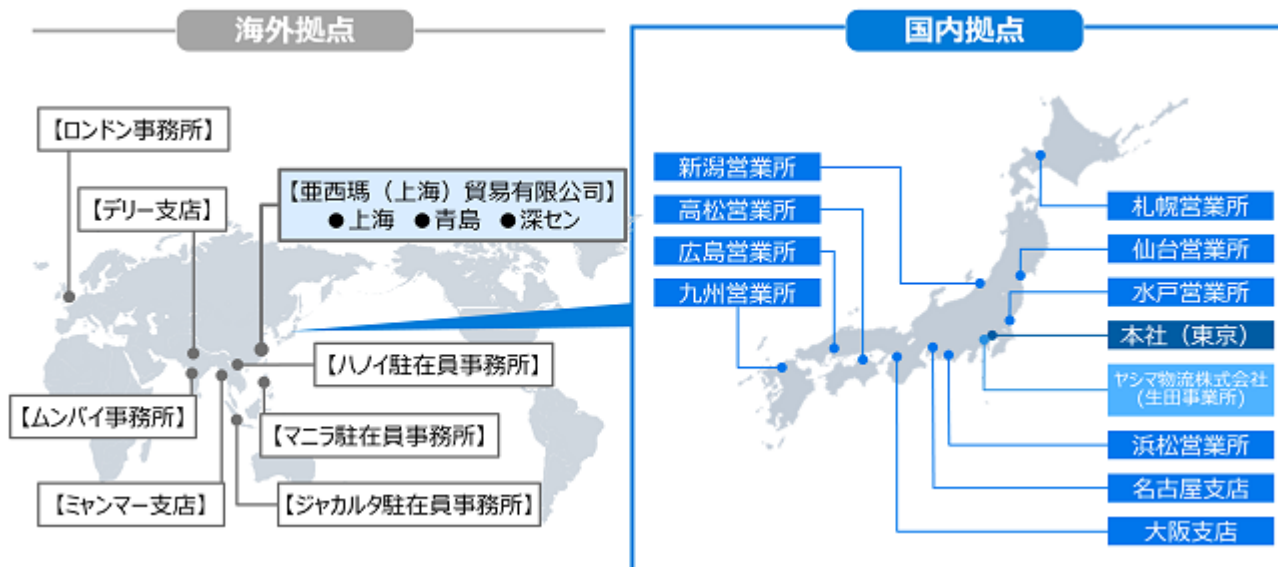 海外拠点
【ロンドン事務所】
【デリー支店】
【亜西瑪（上海）貿易有限公司】
●上海 ●青島 ●深セン
【ハノイ駐在員事務所】
【ムンバイ事務所】
【マニラ駐在員事務所】
【ミャンマー支店】
【ジャカルタ駐在員事務所】
国内拠点
新潟営業所
高松営業所
広島営業所
九州営業所
札幌営業所
仙台営業所
水戸営業所
本社（東京）
ヤシマ物流株式会社
(生田事業所)
浜松営業所
名古屋支店
大阪支店